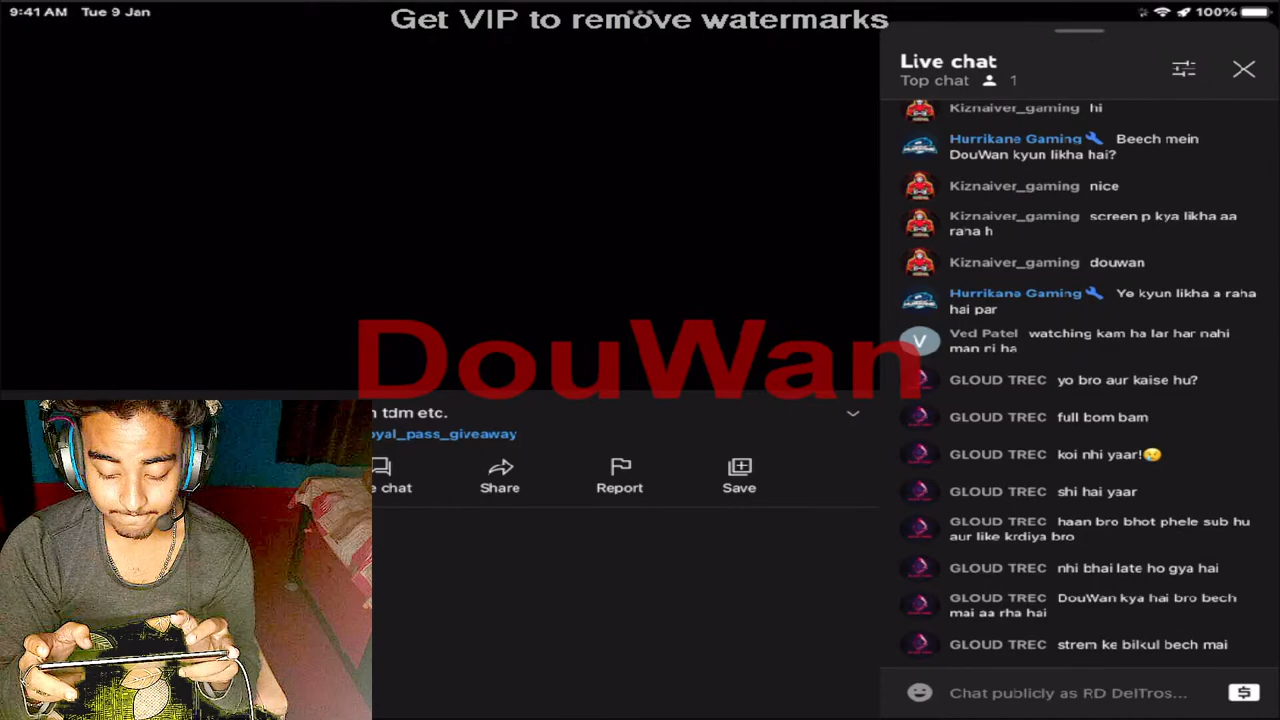 9:41 AM Tue 9 Jan
Get VIP to remove watermarks
100%
Live chat
Top chat 1
Kiznaiver_gaming hi
Hurrikane Gaming Beech mein
DouWan kyun likha hai?
Kiznaiver_gaming nice
Kiznaiver_gaming screen p kya likha aa
raha h
Kiznaiver_gaming douwan
Hurrikane Gaming Ye kyun likha a raha
hai par
V Ved Patel watching kam ha lar har nahi
man ni ha
GLOUD TREC yo bro aur kaise hu?
GLOUD TREC full bom bam
GLOUD TREC koi nhi yaar!😢
GLOUD TREC shi hai yaar
GLOUD TREC haan bro bhot phele sub hu
aur like krdiya bro
GLOUD TREC nhi bhai late ho gya hai
GLOUD TREC DouWan kya hai bro bech
mai aa rha hai
GLOUD TREC strem ke bilkul bech mai
Chat publicly as RD DelTros...
DouWan
tdm etc.
oyal_pass_giveaway
chat
Share
Report
Save